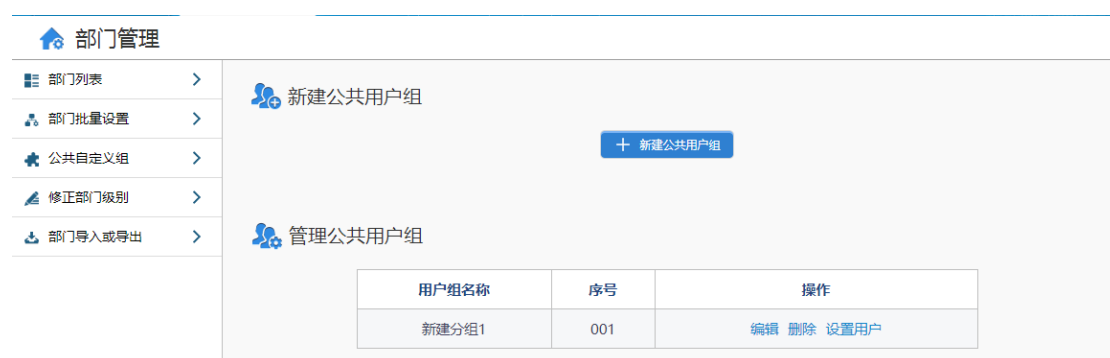 部门管理
部门列表
部门批量设置
公共自定义组
修正部门级别
部门导入或导出
新建公共用户组
新建公共用户组
管理公共用户组
用户组名称 序号 操作
新建分组1 001 编辑 删除 设置用户